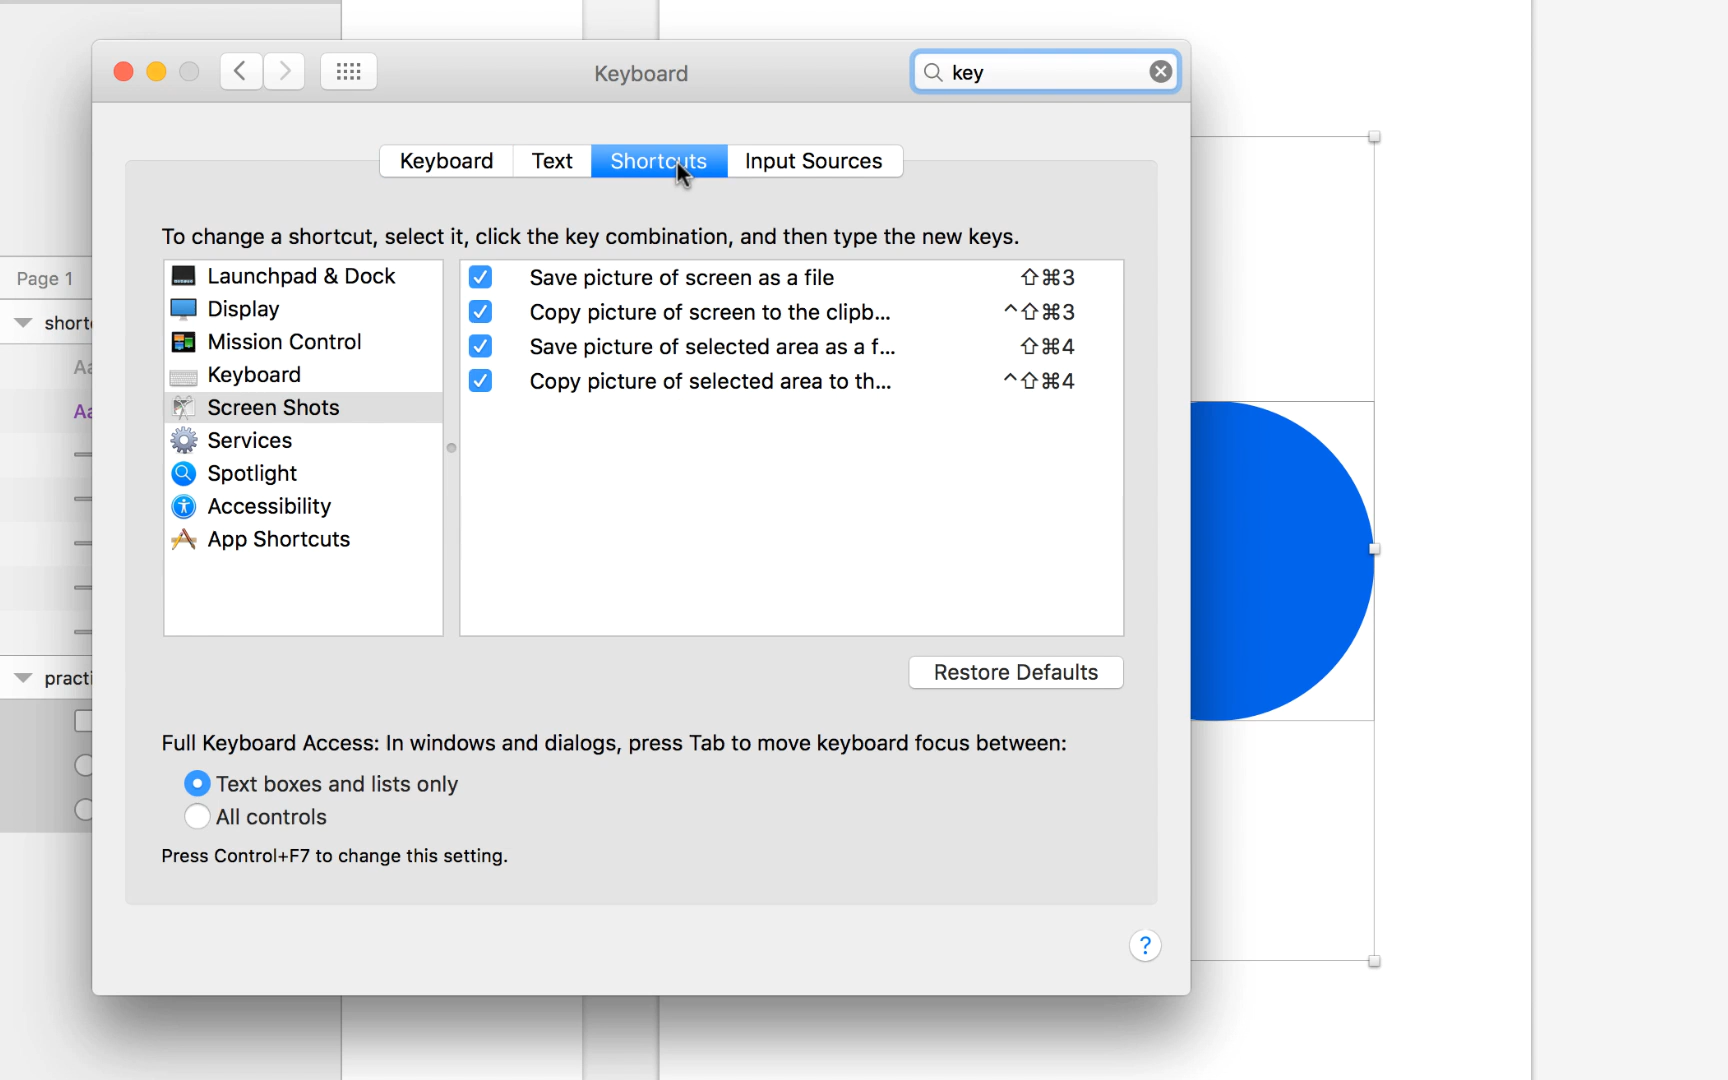 Keyboard
key
Keyboard Text Shortcuts Input Sources
To change a shortcut, select it, click the key combination, and then type the new keys.
Launchpad & Dock
Display
Mission Control
Keyboard
Screen Shots
Services
Spotlight
Accessibility
App Shortcuts
Save picture of screen as a file ⇧⌘3
Copy picture of screen to the clipb... ^⇧⌘3
Save picture of selected area as a f... ⇧⌘4
Copy picture of selected area to th... ^⇧⌘4
Restore Defaults
Full Keyboard Access: In windows and dialogs, press Tab to move keyboard focus between:
Text boxes and lists only
All controls
Press Control+F7 to change this setting.
?
Page 1
short
Aa
Aa
practi